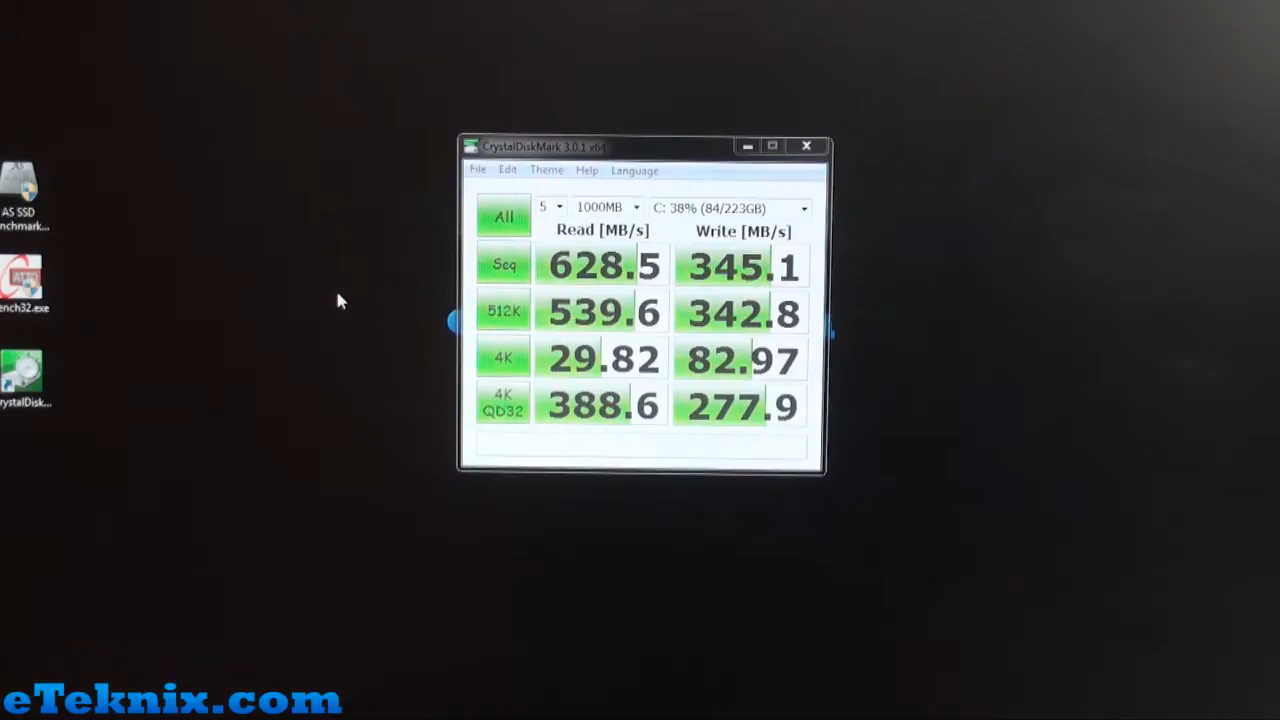 CrystalDiskMark 3.0.1 x64
File Edit Theme Help Language
All 5 1000MB C: 38% (84/223GB)
Read [MB/s] Write [MB/s]
Seq 628.5 345.1
512K 539.6 342.8
4K 29.82 82.97
4K QD32 388.6 277.9
AS SSD
nchmark...
ATTO
ench32.exe
rystalDisk...
eTeknix.com